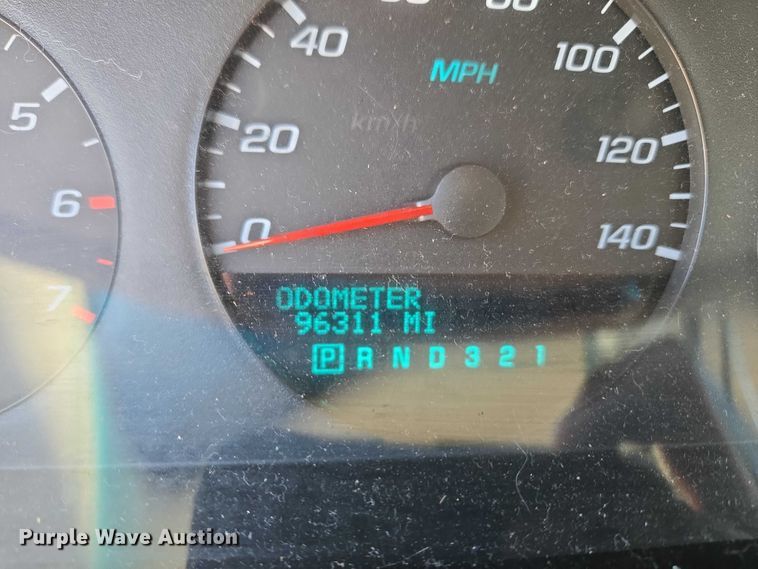 40
100
MPH
5
km/h
20
120
6
0
140
ODOMETER
7
96311 MI
P R N D 3 2 1
Purple Wave Auction